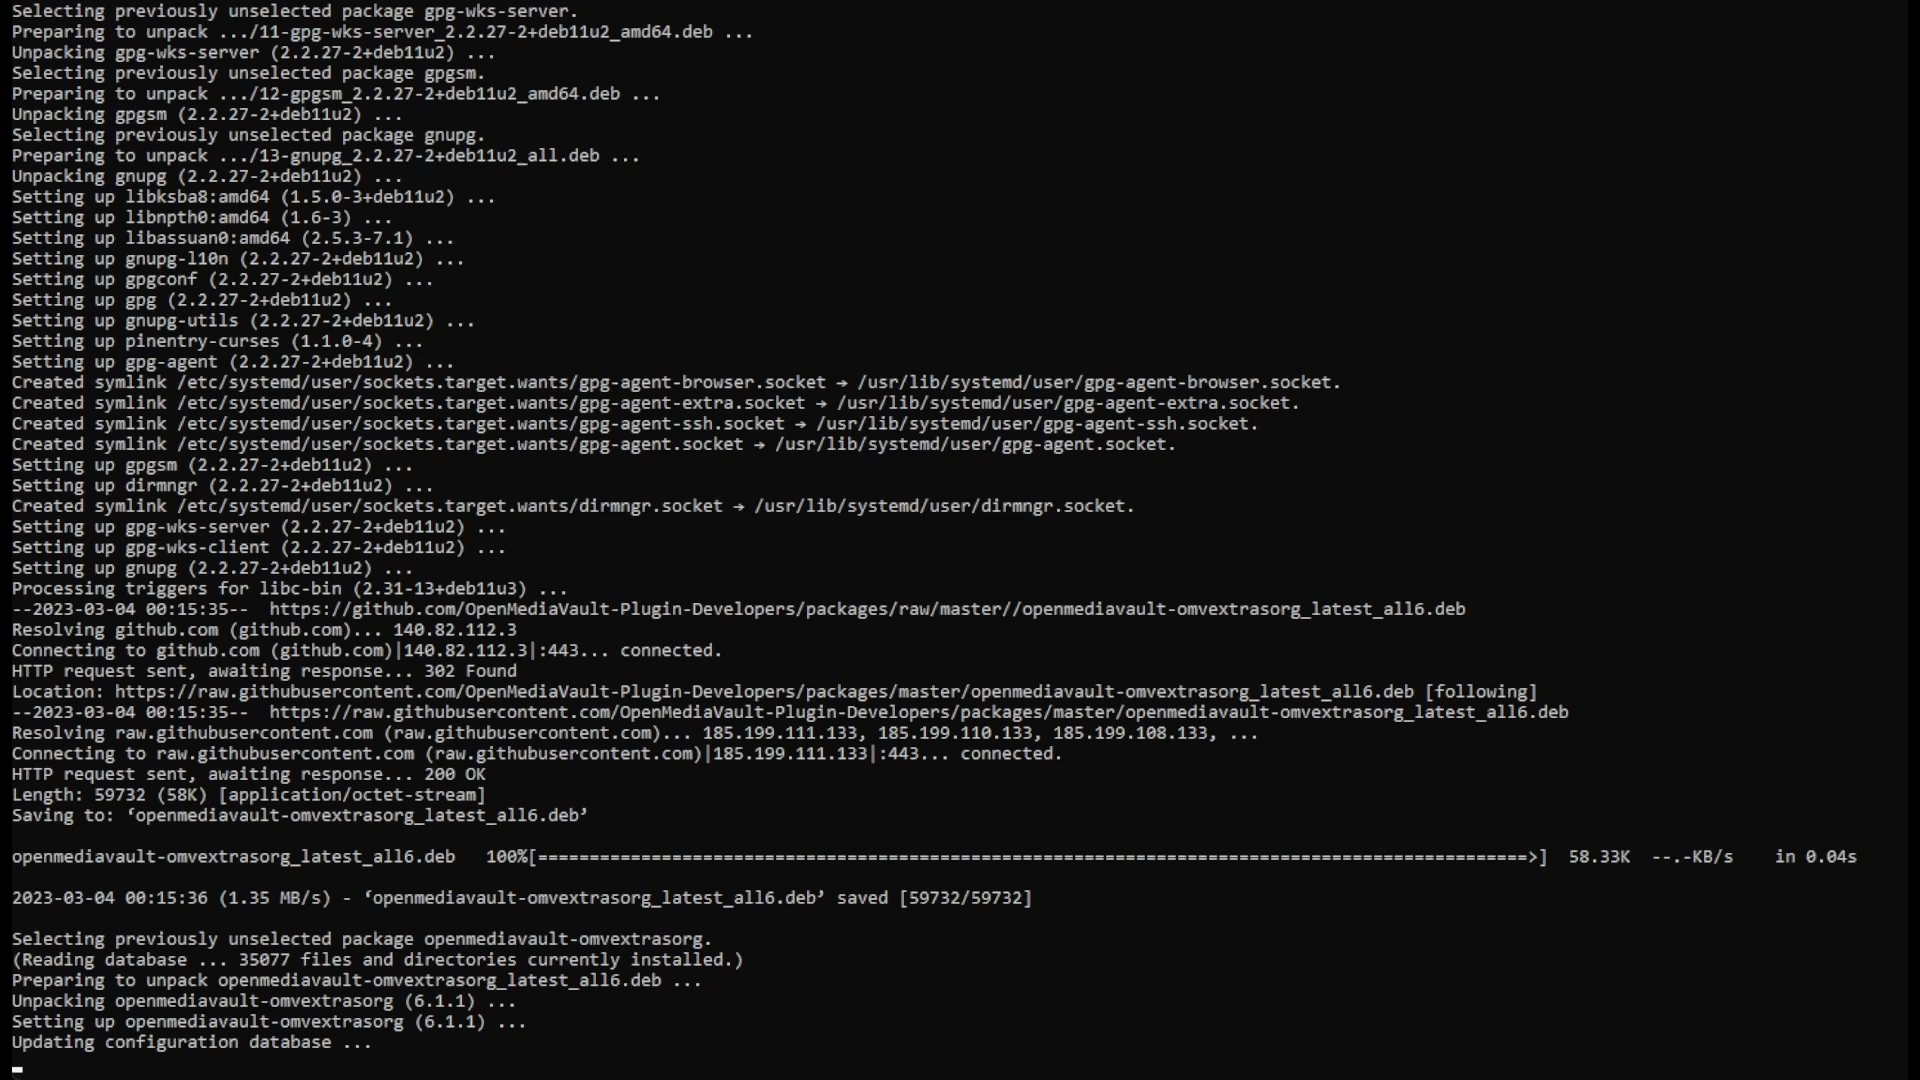 Selecting previously unselected package gpg-wks-server.
Preparing to unpack .../11-gpg-wks-server_2.2.27-2+deb11u2_amd64.deb ...
Unpacking gpg-wks-server (2.2.27-2+deb11u2) ...
Selecting previously unselected package gpgsm.
Preparing to unpack .../12-gpgsm_2.2.27-2+deb11u2_amd64.deb ...
Unpacking gpgsm (2.2.27-2+deb11u2) ...
Selecting previously unselected package gnupg.
Preparing to unpack .../13-gnupg_2.2.27-2+deb11u2_all.deb ...
Unpacking gnupg (2.2.27-2+deb11u2) ...
Setting up libksba8:amd64 (1.5.0-3+deb11u2) ...
Setting up libnpth0:amd64 (1.6-3) ...
Setting up libassuan0:amd64 (2.5.3-7.1) ...
Setting up gnupg-l10n (2.2.27-2+deb11u2) ...
Setting up gpgconf (2.2.27-2+deb11u2) ...
Setting up gpg (2.2.27-2+deb11u2) ...
Setting up gnupg-utils (2.2.27-2+deb11u2) ...
Setting up pinentry-curses (1.1.0-4) ...
Setting up gpg-agent (2.2.27-2+deb11u2) ...
Created symlink /etc/systemd/user/sockets.target.wants/gpg-agent-browser.socket → /usr/lib/systemd/user/gpg-agent-browser.socket.
Created symlink /etc/systemd/user/sockets.target.wants/gpg-agent-extra.socket → /usr/lib/systemd/user/gpg-agent-extra.socket.
Created symlink /etc/systemd/user/sockets.target.wants/gpg-agent-ssh.socket → /usr/lib/systemd/user/gpg-agent-ssh.socket.
Created symlink /etc/systemd/user/sockets.target.wants/gpg-agent.socket → /usr/lib/systemd/user/gpg-agent.socket.
Setting up gpgsm (2.2.27-2+deb11u2) ...
Setting up dirmngr (2.2.27-2+deb11u2) ...
Created symlink /etc/systemd/user/sockets.target.wants/dirmngr.socket → /usr/lib/systemd/user/dirmngr.socket.
Setting up gpg-wks-server (2.2.27-2+deb11u2) ...
Setting up gpg-wks-client (2.2.27-2+deb11u2) ...
Setting up gnupg (2.2.27-2+deb11u2) ...
Processing triggers for libc-bin (2.31-13+deb11u3) ...
--2023-03-04 00:15:35--  https://github.com/OpenMediaVault-Plugin-Developers/packages/raw/master//openmediavault-omvextrasorg_latest_all6.deb
Resolving github.com (github.com)... 140.82.112.3
Connecting to github.com (github.com)|140.82.112.3|:443... connected.
HTTP request sent, awaiting response... 302 Found
Location: https://raw.githubusercontent.com/OpenMediaVault-Plugin-Developers/packages/master/openmediavault-omvextrasorg_latest_all6.deb [following]
--2023-03-04 00:15:35--  https://raw.githubusercontent.com/OpenMediaVault-Plugin-Developers/packages/master/openmediavault-omvextrasorg_latest_all6.deb
Resolving raw.githubusercontent.com (raw.githubusercontent.com)... 185.199.111.133, 185.199.110.133, 185.199.108.133, ...
Connecting to raw.githubusercontent.com (raw.githubusercontent.com)|185.199.111.133|:443... connected.
HTTP request sent, awaiting response... 200 OK
Length: 59732 (58K) [application/octet-stream]
Saving to: ‘openmediavault-omvextrasorg_latest_all6.deb’
openmediavault-omvextrasorg_latest_all6.deb   100%[================================================================================================>]  58.33K  --.-KB/s    in 0.04s
2023-03-04 00:15:36 (1.35 MB/s) - ‘openmediavault-omvextrasorg_latest_all6.deb’ saved [59732/59732]
Selecting previously unselected package openmediavault-omvextrasorg.
(Reading database ... 35077 files and directories currently installed.)
Preparing to unpack openmediavault-omvextrasorg_latest_all6.deb ...
Unpacking openmediavault-omvextrasorg (6.1.1) ...
Setting up openmediavault-omvextrasorg (6.1.1) ...
Updating configuration database ...